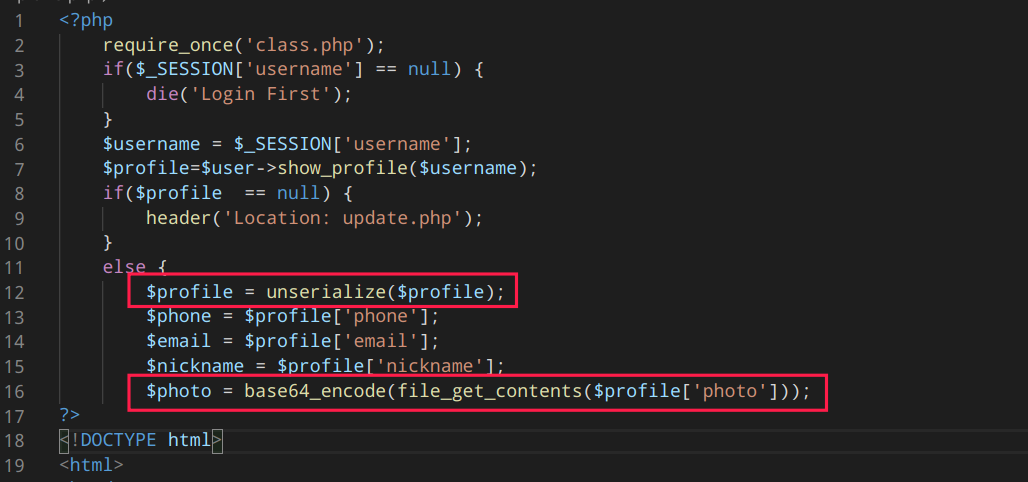 1 <?php
2 require_once('class.php');
3 if($_SESSION['username'] == null) {
4 die('Login First');
5 }
6 $username = $_SESSION['username'];
7 $profile=$user->show_profile($username);
8 if($profile  == null) {
9 header('Location: update.php');
10 }
11 else {
12 $profile = unserialize($profile);
13 $phone = $profile['phone'];
14 $email = $profile['email'];
15 $nickname = $profile['nickname'];
16 $photo = base64_encode(file_get_contents($profile['photo']));
17 ?>
18 <!DOCTYPE html>
19 <html>